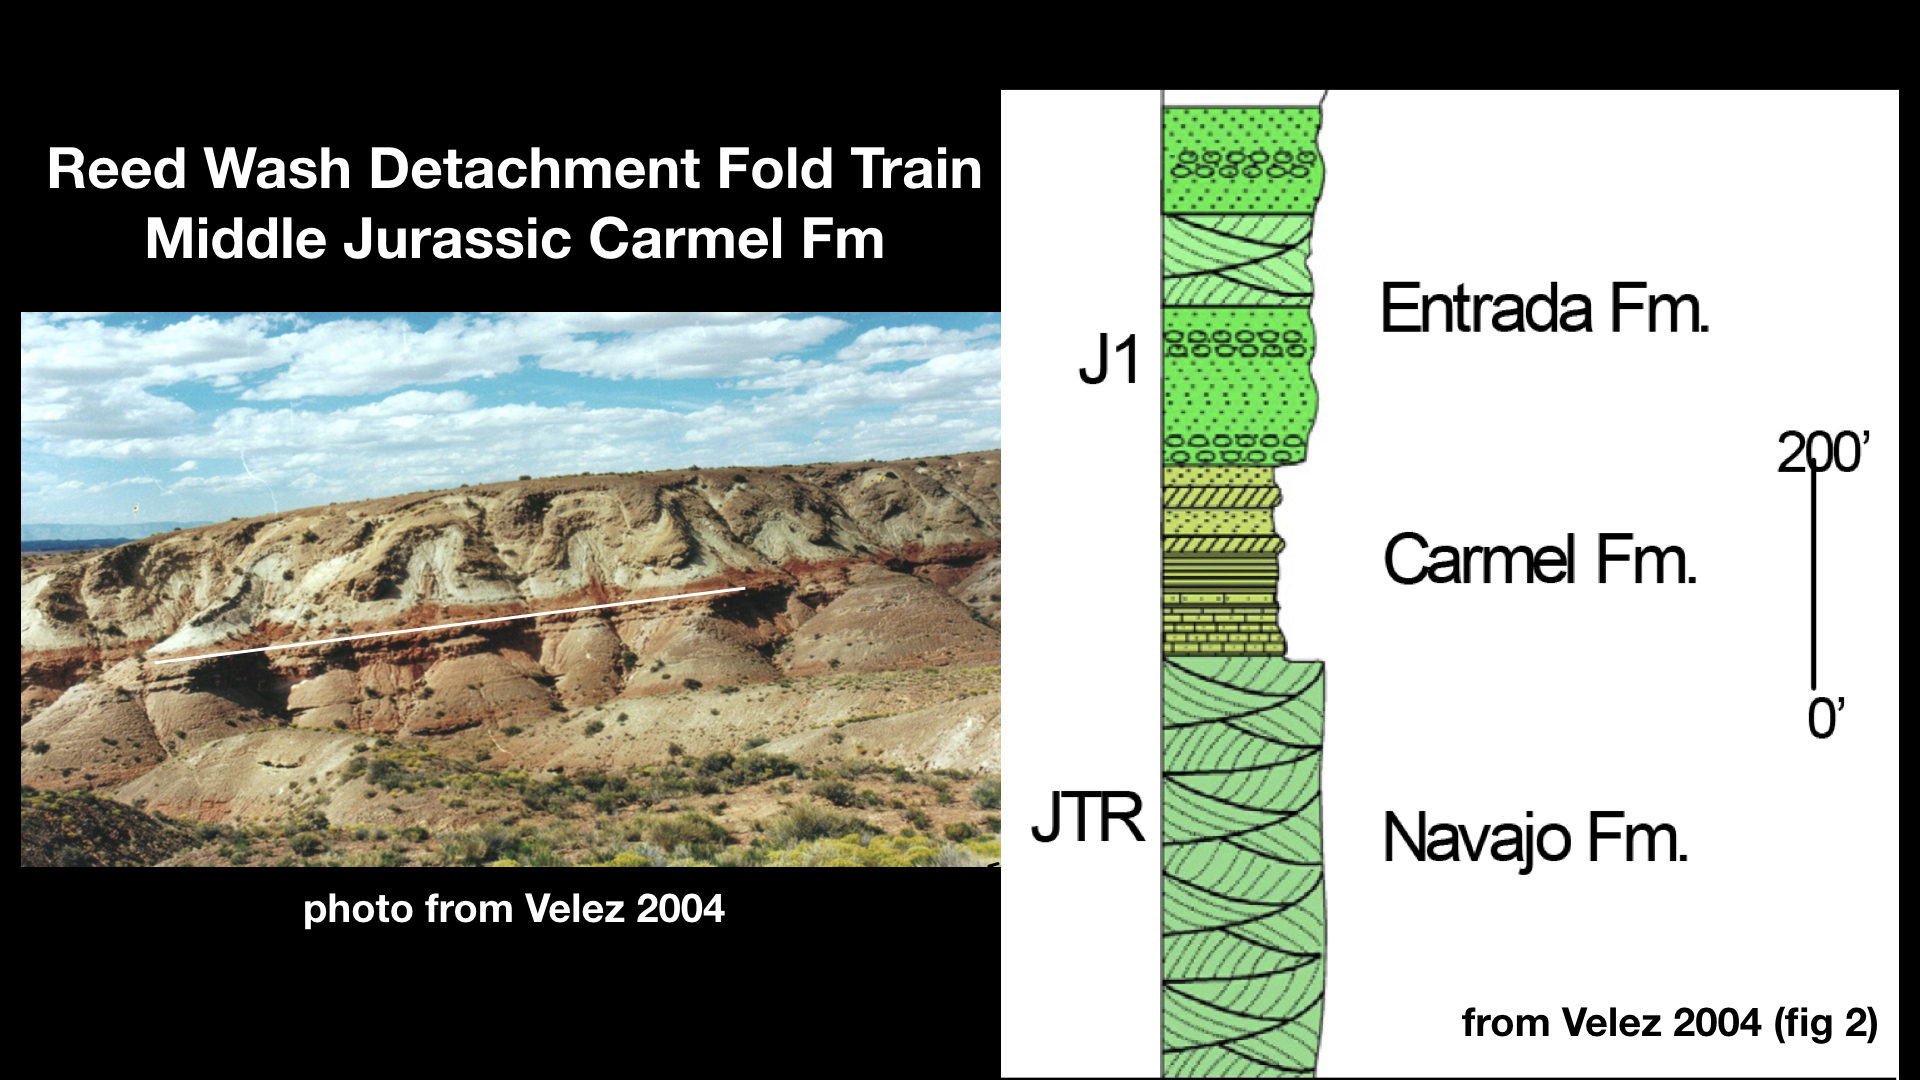 Reed Wash Detachment Fold Train
Middle Jurassic Carmel Fm
photo from Velez 2004
J1
Entrada Fm.
200’
Carmel Fm.
0’
JTR
Navajo Fm.
from Velez 2004 (fig 2)